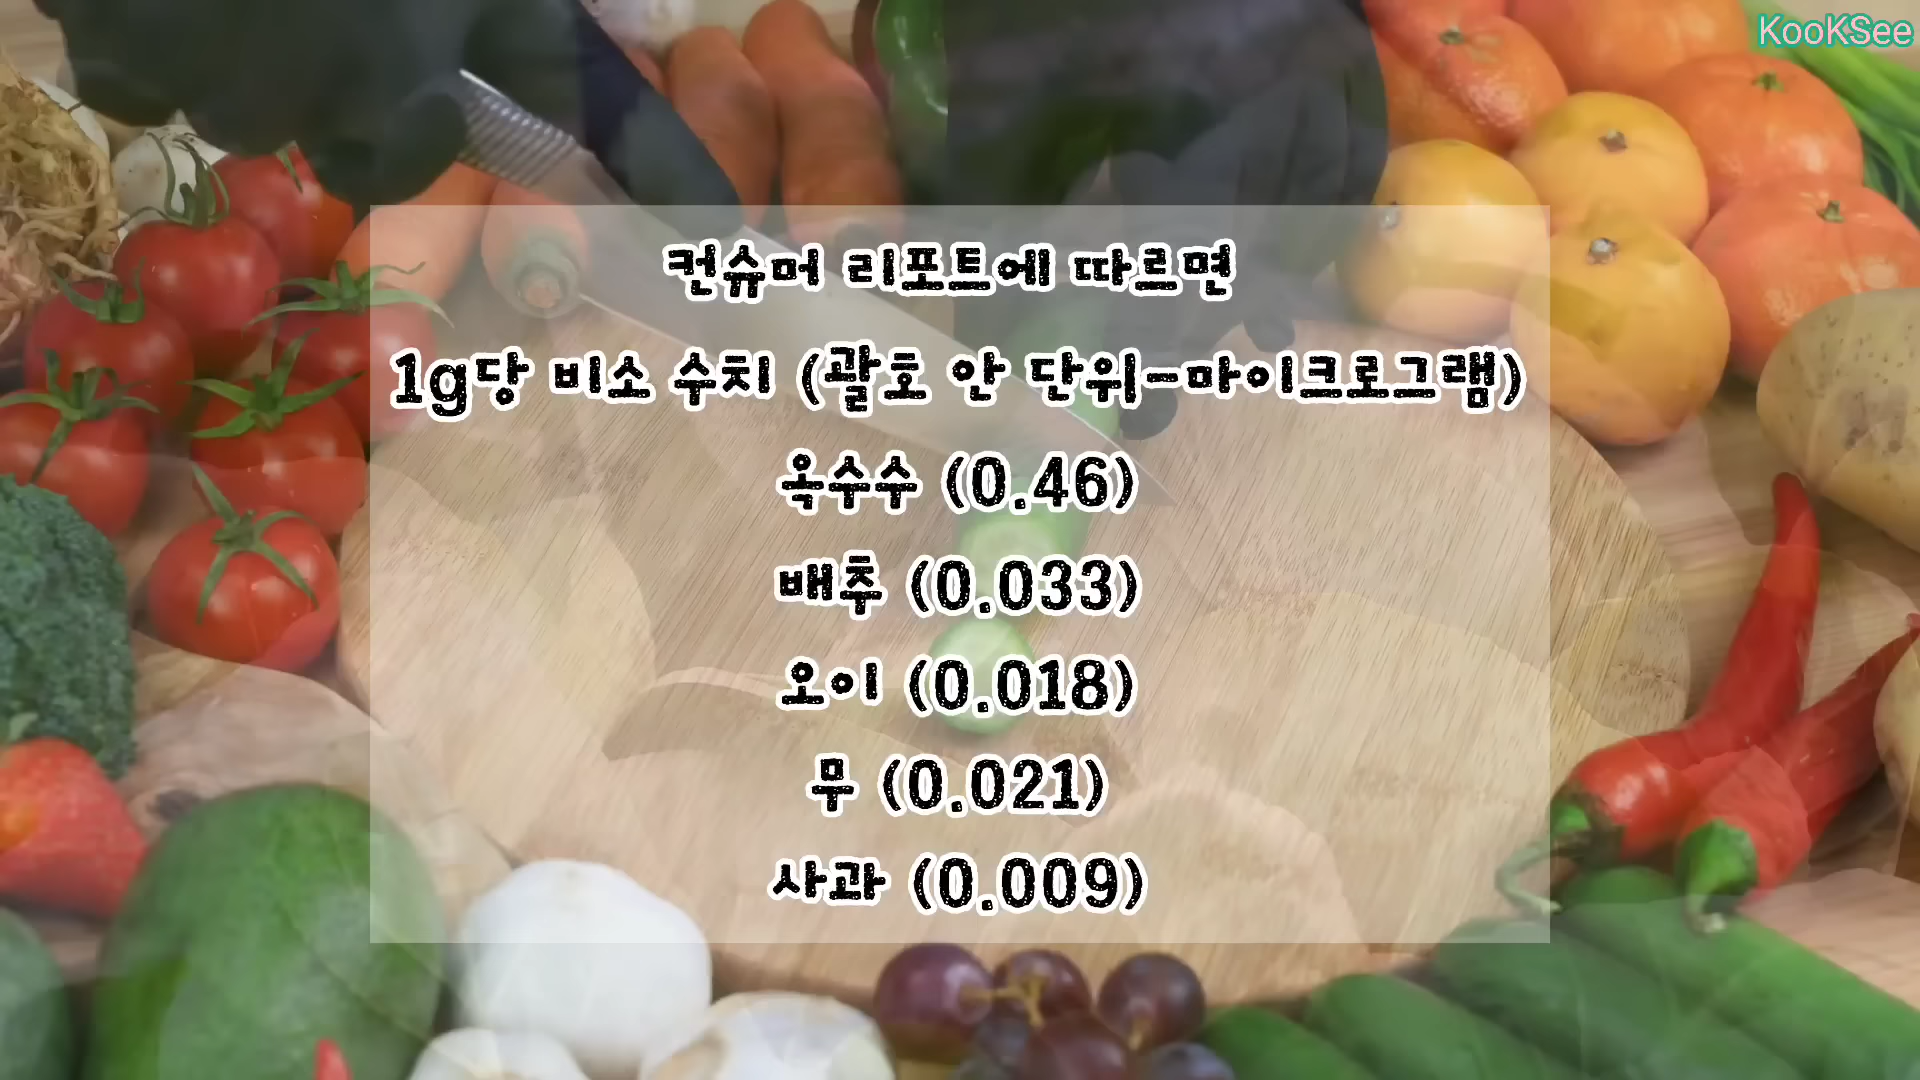 KooKSee
컨슈머 리포트에 따르면
1g당 비소 수치 (괄호 안 단위-마이크로그램)
옥수수 (0.46)
배추 (0.033)
오이 (0.018)
무 (0.021)
사과 (0.009)